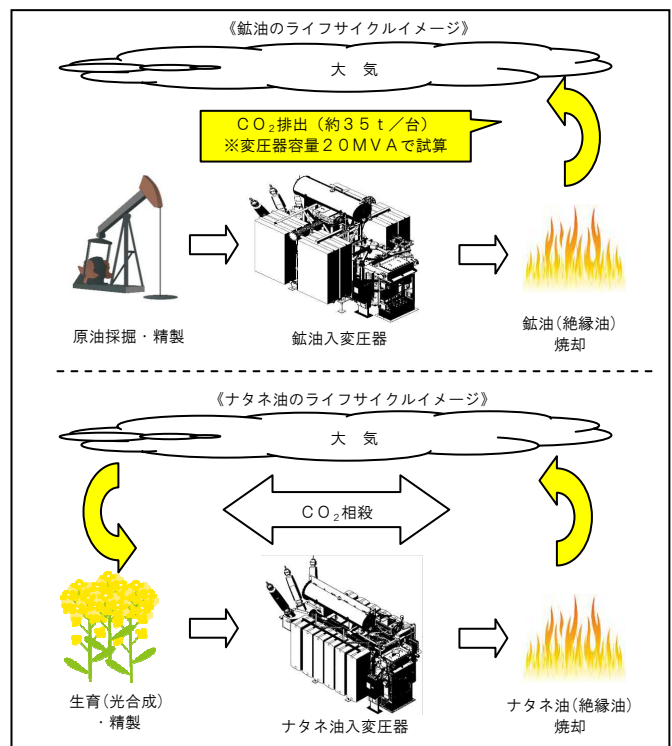 《鉱油のライフサイクルイメージ》
大 気
CO₂排出（約35t／台）
※変圧器容量20MVAで試算
原油採掘・精製
鉱油入変圧器
鉱油(絶縁油)
焼却
《ナタネ油のライフサイクルイメージ》
大 気
CO₂相殺
生育(光合成)
・精製
ナタネ油入変圧器
ナタネ油(絶縁油)
焼却